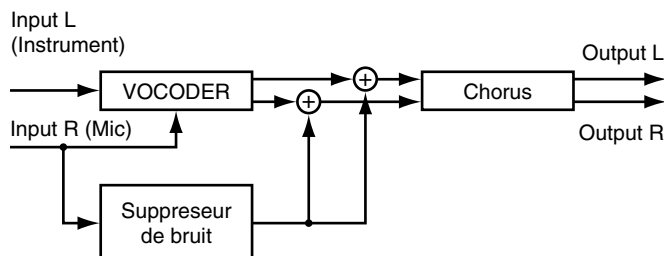 Input L
(Instrument)
Output L
VOCODER
+
+
Chorus
Input R (Mic)
Output R
Suppreseur
de bruit